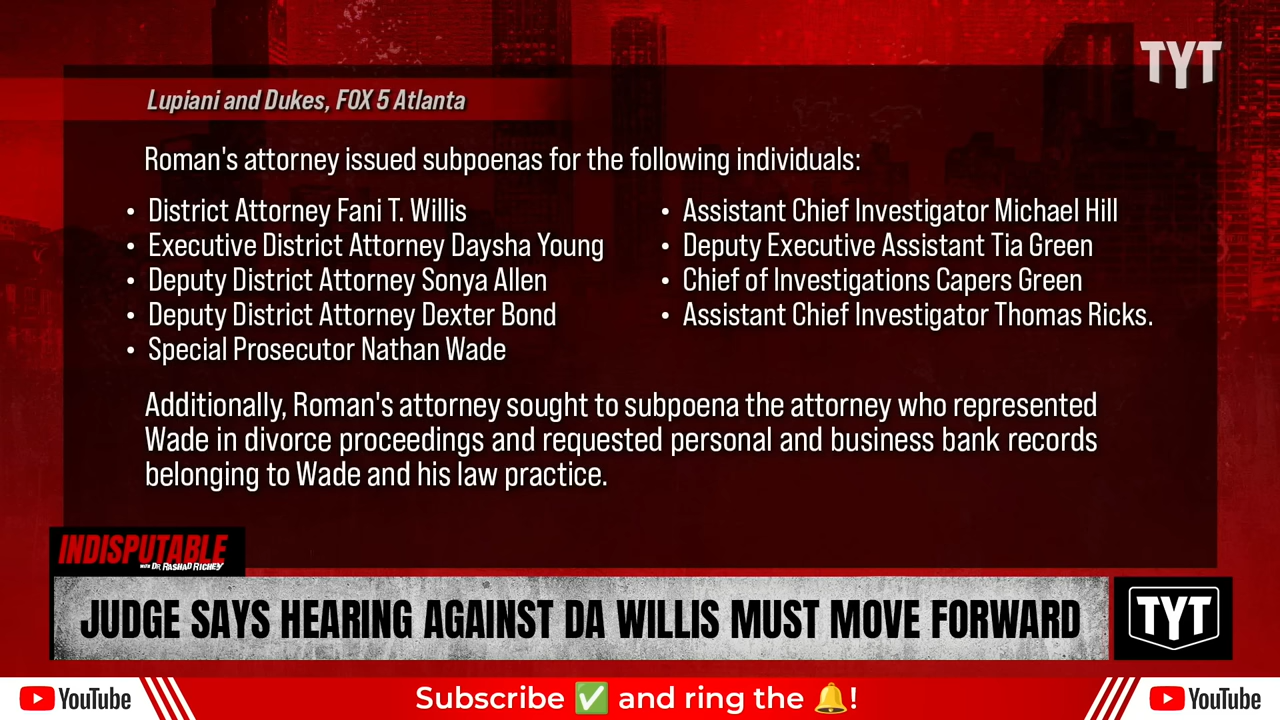 TYT
Lupiani and Dukes, FOX 5 Atlanta
Roman's attorney issued subpoenas for the following individuals:
• District Attorney Fani T. Willis
• Executive District Attorney Daysha Young
• Deputy District Attorney Sonya Allen
• Deputy District Attorney Dexter Bond
• Special Prosecutor Nathan Wade
• Assistant Chief Investigator Michael Hill
• Deputy Executive Assistant Tia Green
• Chief of Investigations Capers Green
• Assistant Chief Investigator Thomas Ricks.
Additionally, Roman's attorney sought to subpoena the attorney who represented
Wade in divorce proceedings and requested personal and business bank records
belonging to Wade and his law practice.
INDISPUTABLE
WITH DR. RASHAD RICHEY
JUDGE SAYS HEARING AGAINST DA WILLIS MUST MOVE FORWARD
TYT
YouTube
Subscribe ✅ and ring the 🔔!
YouTube